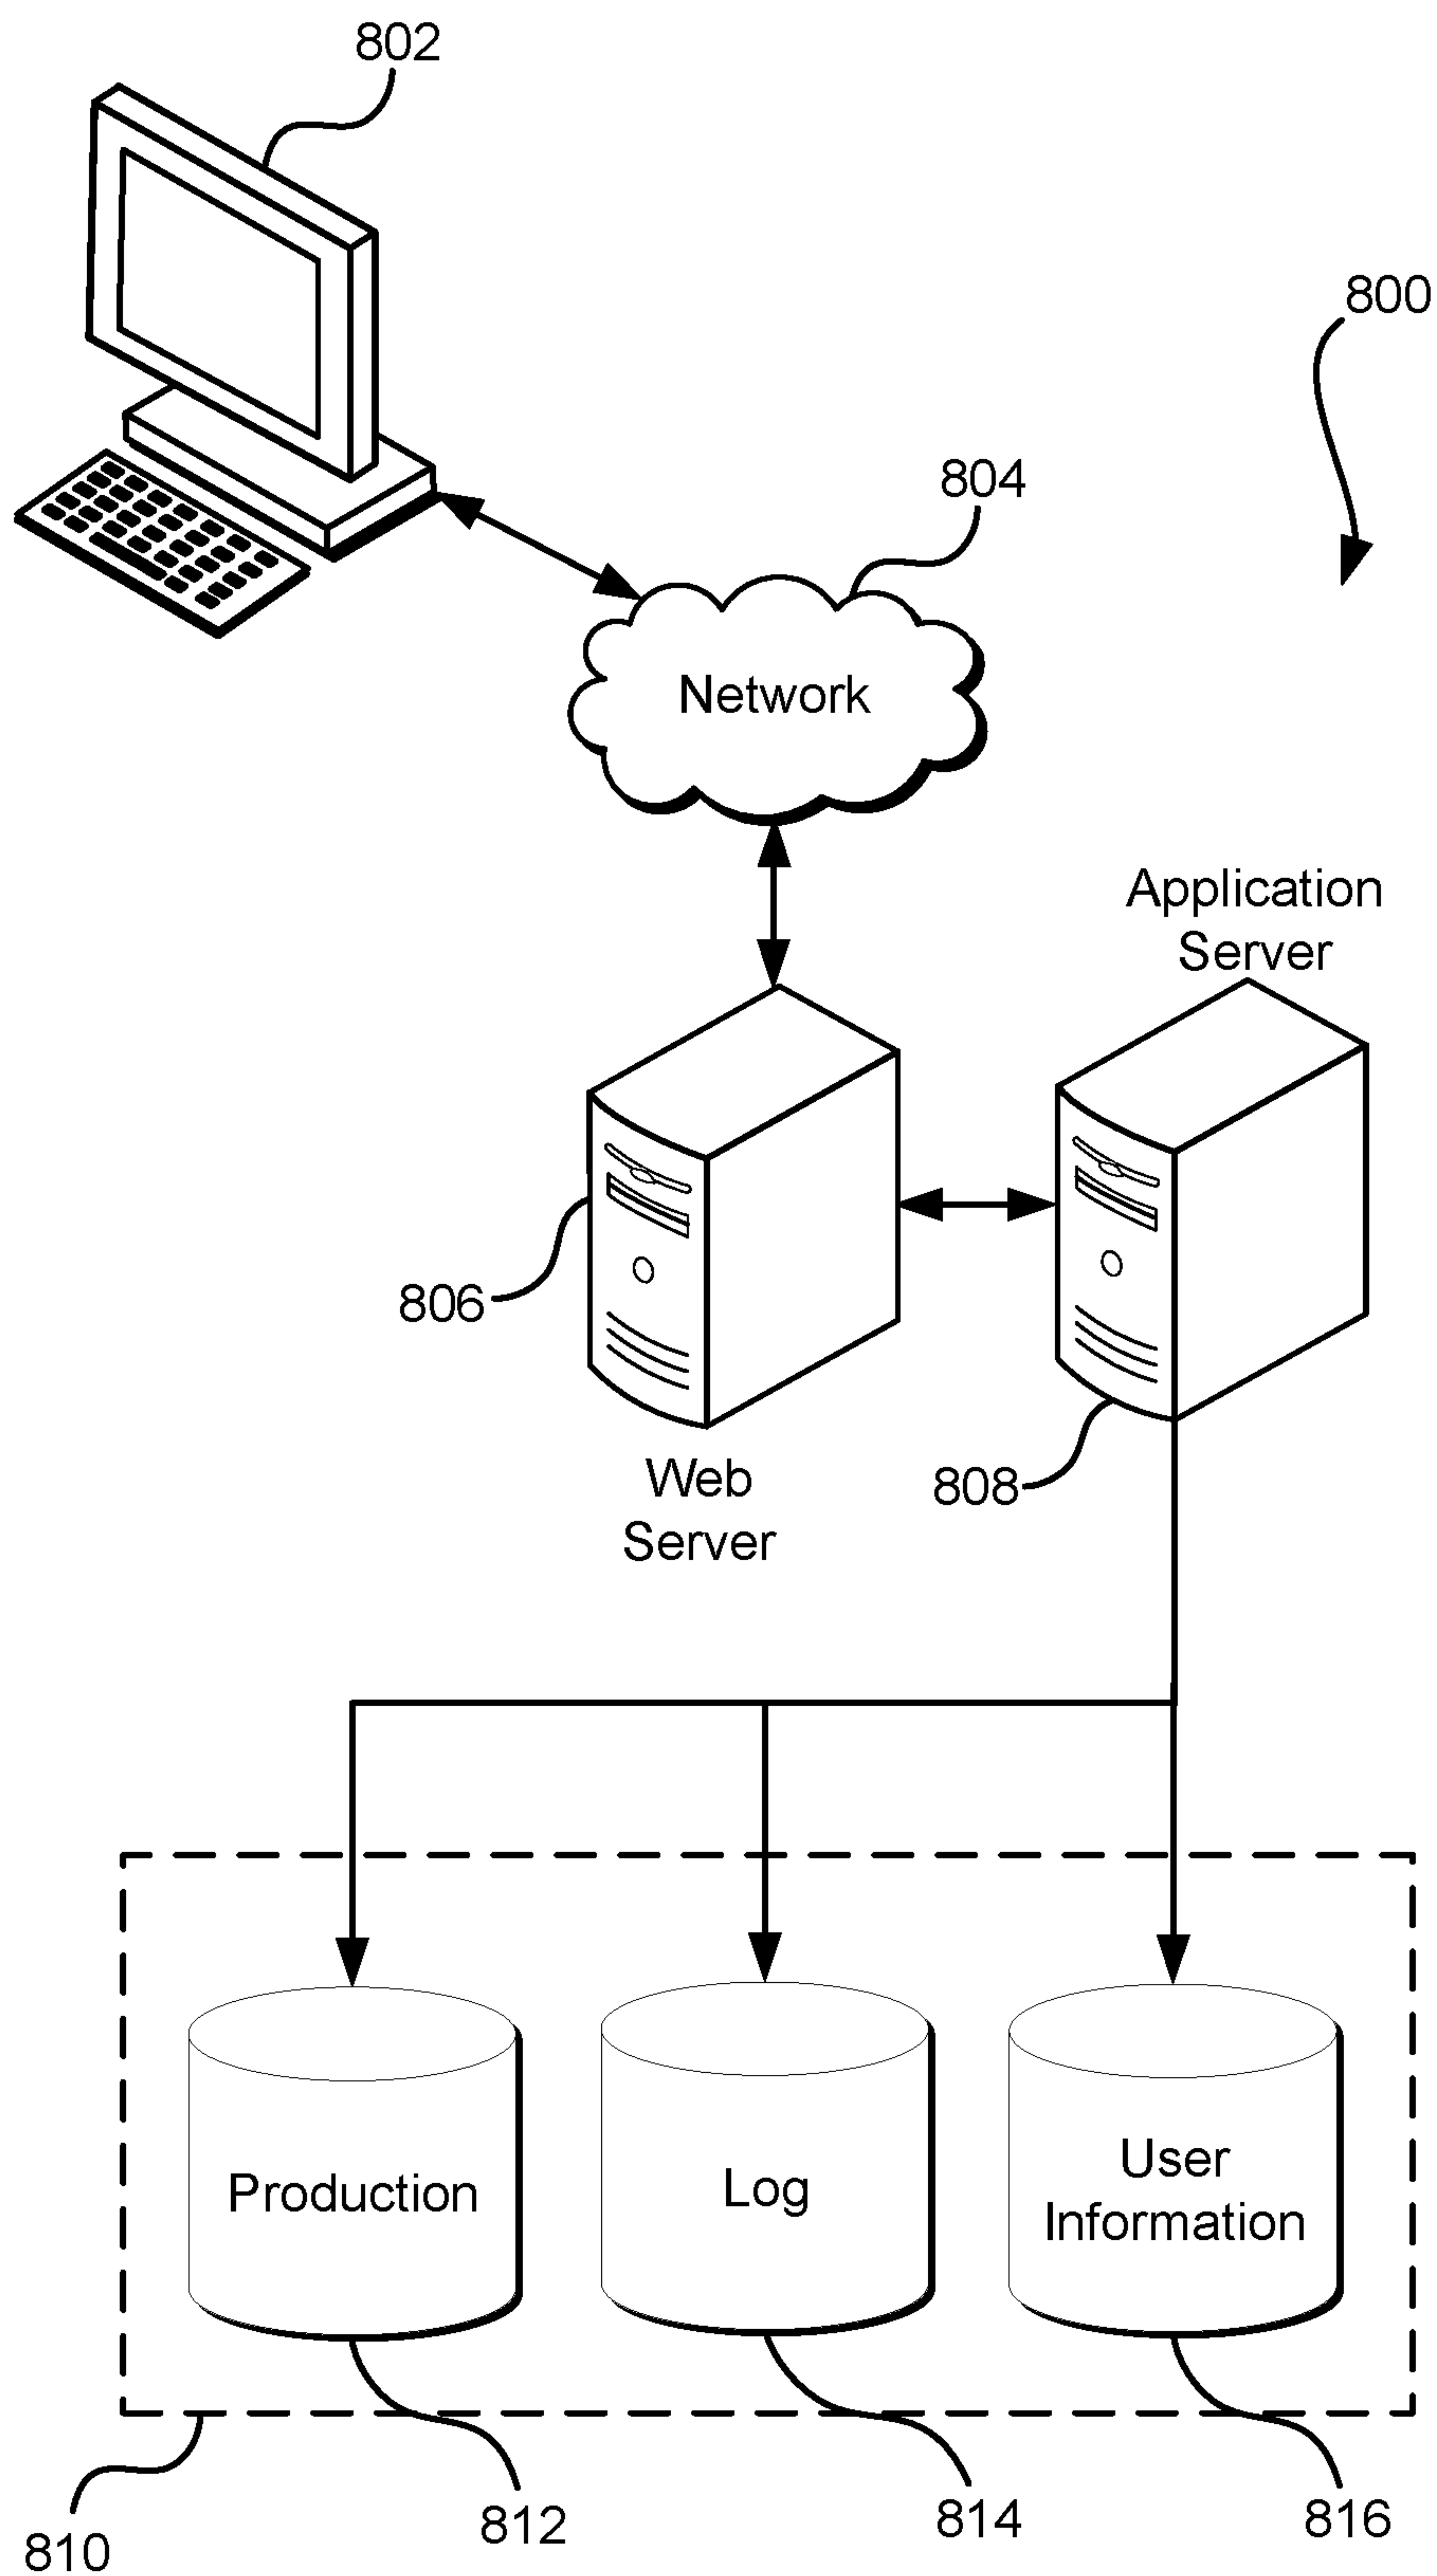 802
800
804
Network
Application
Server
806
808
Web
Server
Production
Log
User
Information
810
812
814
816